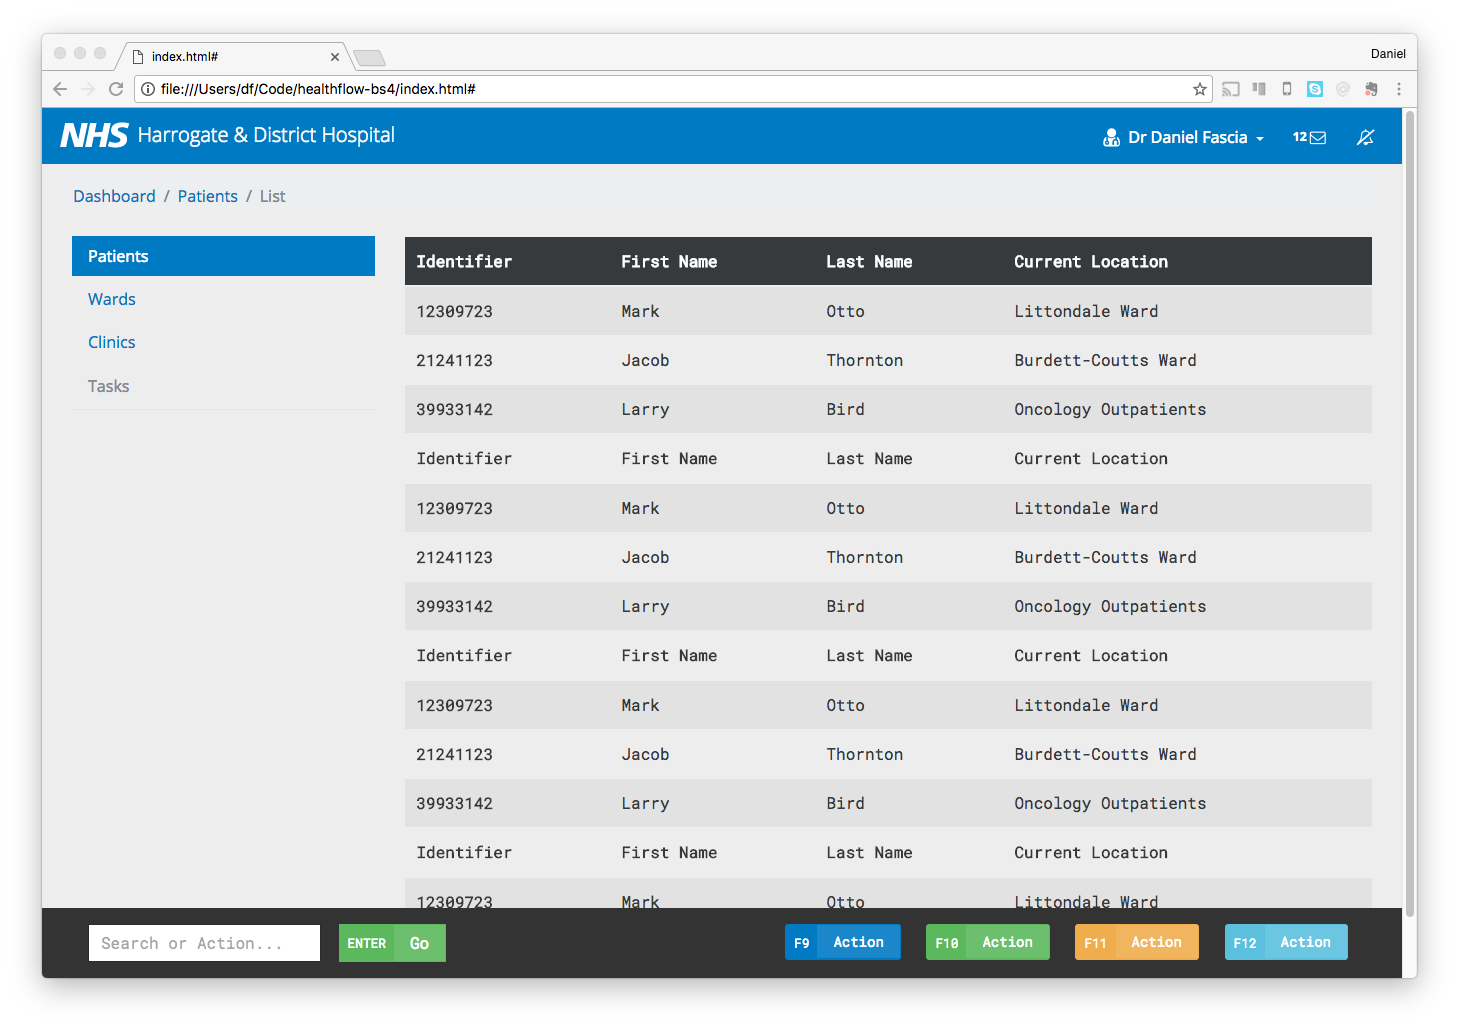 index.html#
Daniel
file:///Users/df/Code/healthflow-bs4/index.html#
NHS Harrogate & District Hospital
Dr Daniel Fascia
12
Dashboard / Patients / List
Patients
Wards
Clinics
Tasks
Identifier First Name Last Name Current Location
12309723 Mark Otto Littondale Ward
21241123 Jacob Thornton Burdett-Coutts Ward
39933142 Larry Bird Oncology Outpatients
Identifier First Name Last Name Current Location
12309723 Mark Otto Littondale Ward
21241123 Jacob Thornton Burdett-Coutts Ward
39933142 Larry Bird Oncology Outpatients
Identifier First Name Last Name Current Location
12309723 Mark Otto Littondale Ward
21241123 Jacob Thornton Burdett-Coutts Ward
39933142 Larry Bird Oncology Outpatients
Identifier First Name Last Name Current Location
12309723 Mark Otto Littondale Ward
Search or Action...
ENTER Go
F9 Action
F10 Action
F11 Action
F12 Action